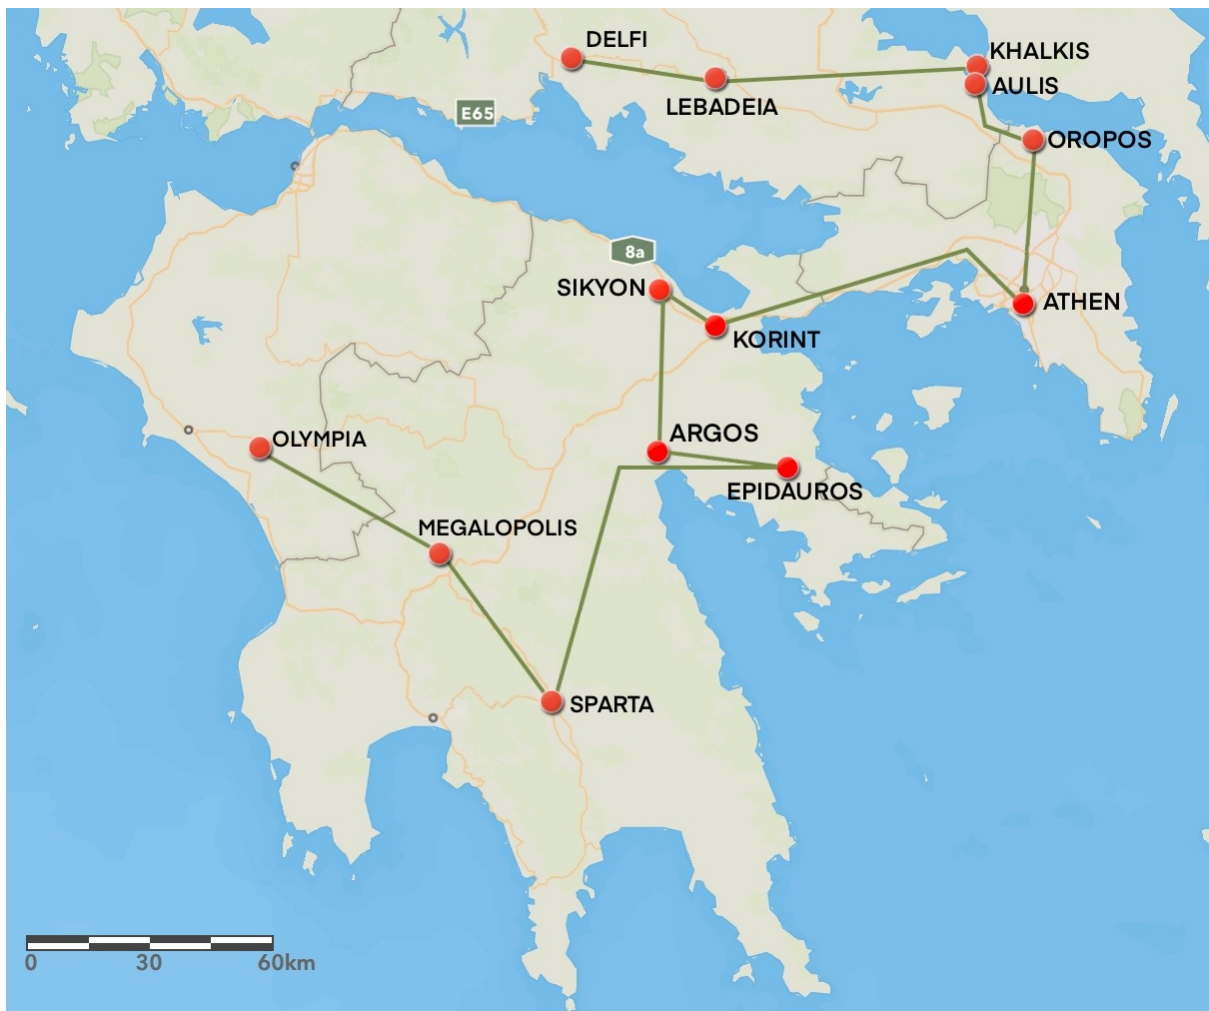 DELFI
KHALKIS
AULIS
LEBADEIA
E65
OROPOS
8a
SIKYON
ATHEN
KORINT
ARGOS
OLYMPIA
EPIDAUROS
MEGALOPOLIS
SPARTA
0 30 60km